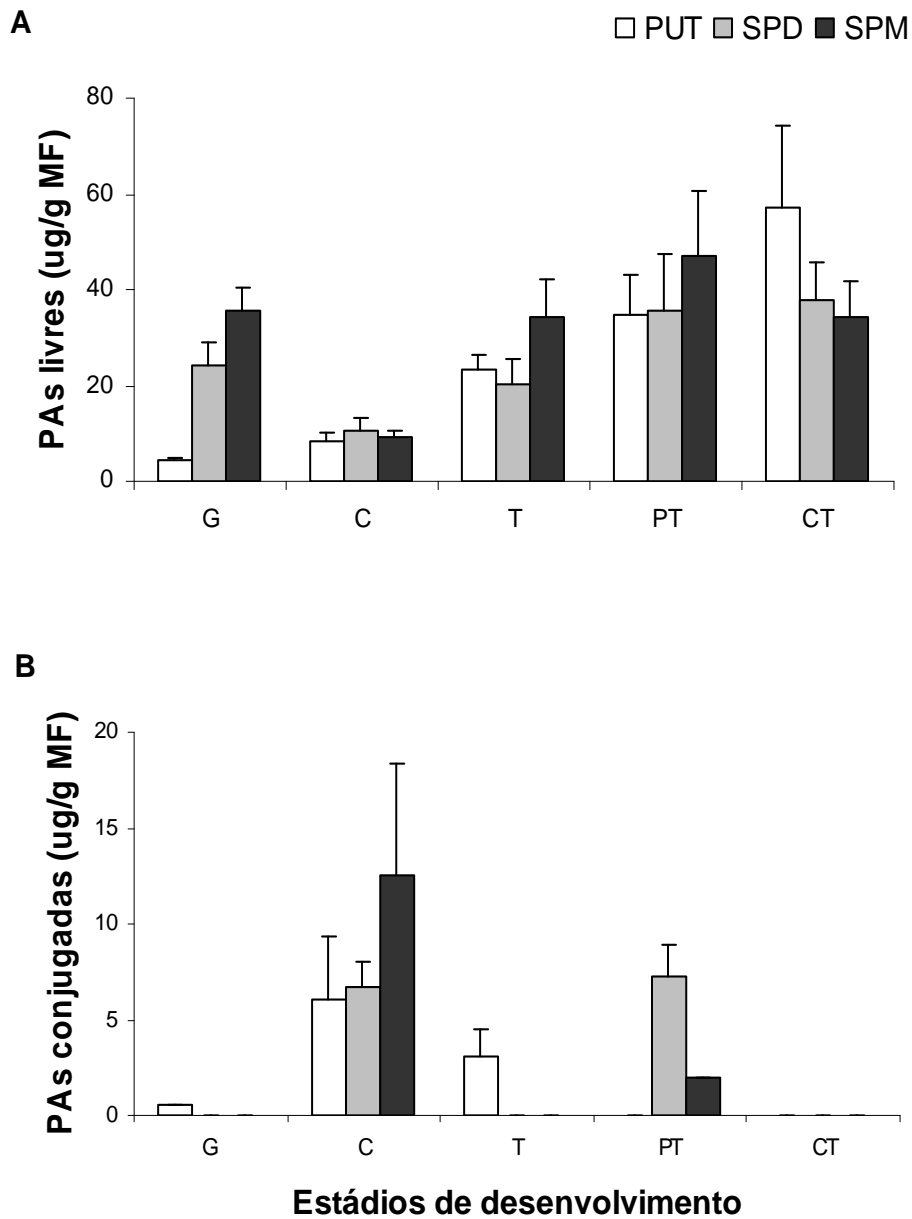 A
PUT SPD SPM
PAs livres (ug/g MF)
80
60
40
20
0
G C T PT CT
B
PAs conjugadas (ug/g MF)
20
15
10
5
0
G C T PT CT
Estádios de desenvolvimento